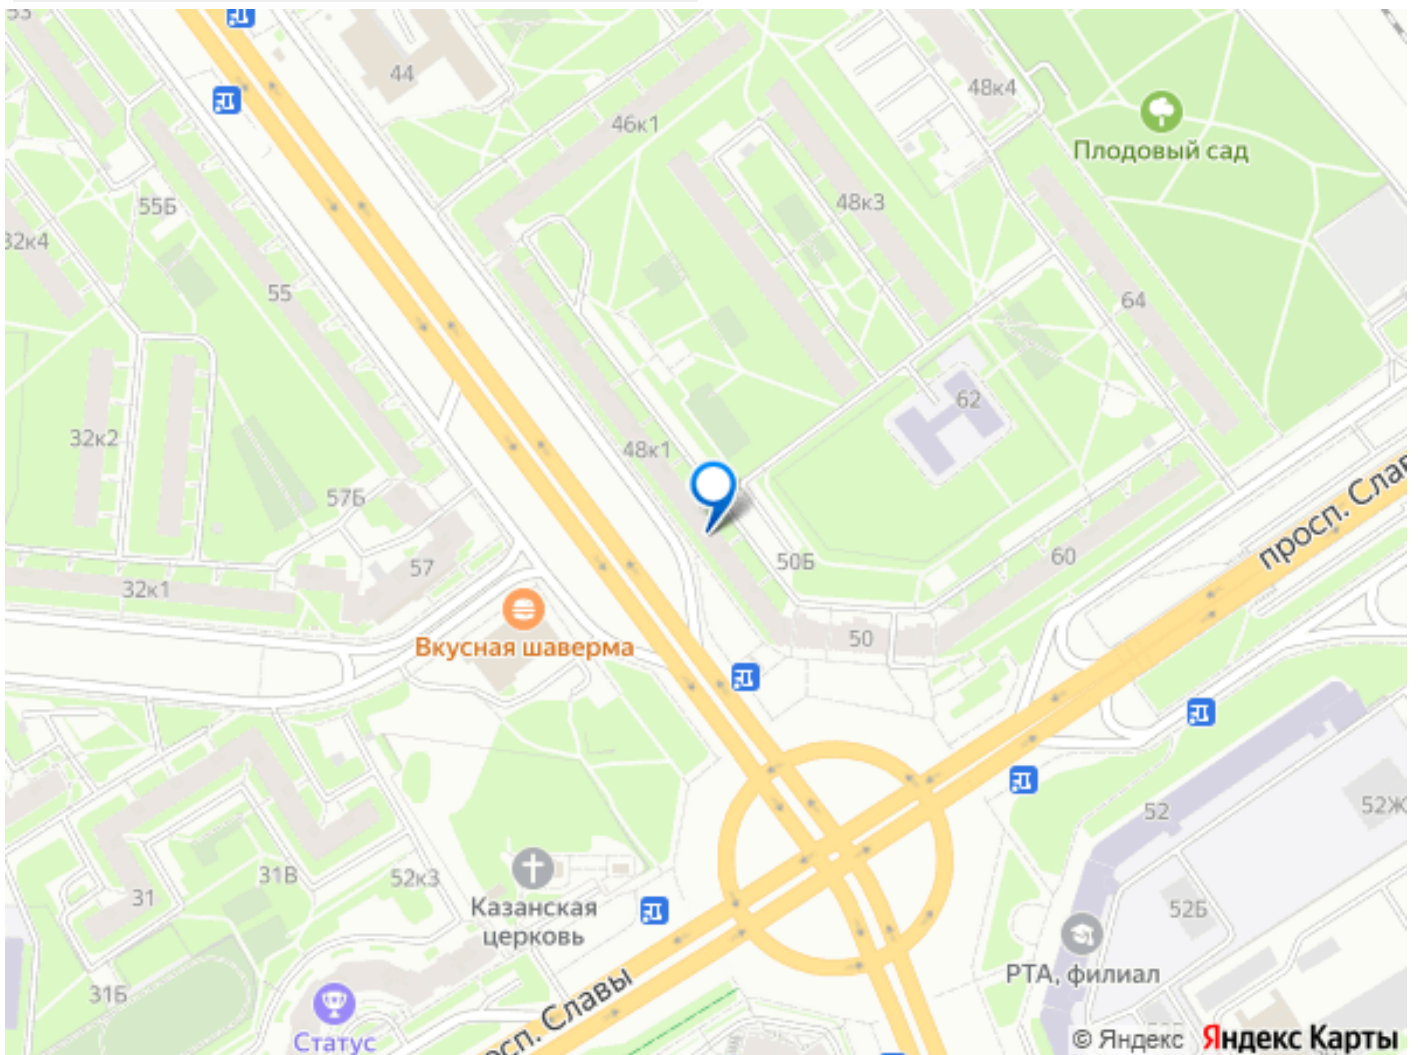 53
44
48к4
46к1
Плодовый сад
55Б
48к3
32к4
55
64
62
32к2
48к1
57Б
просп. Слав
50Б
60
57
32к1
Вкусная шаверма
50
52
52Ж
31В
52к3
31
Казанская
церковь
52Б
РТА, филиал
31Б
сп. Славы
Статус
© Яндекс Яндекс Карты